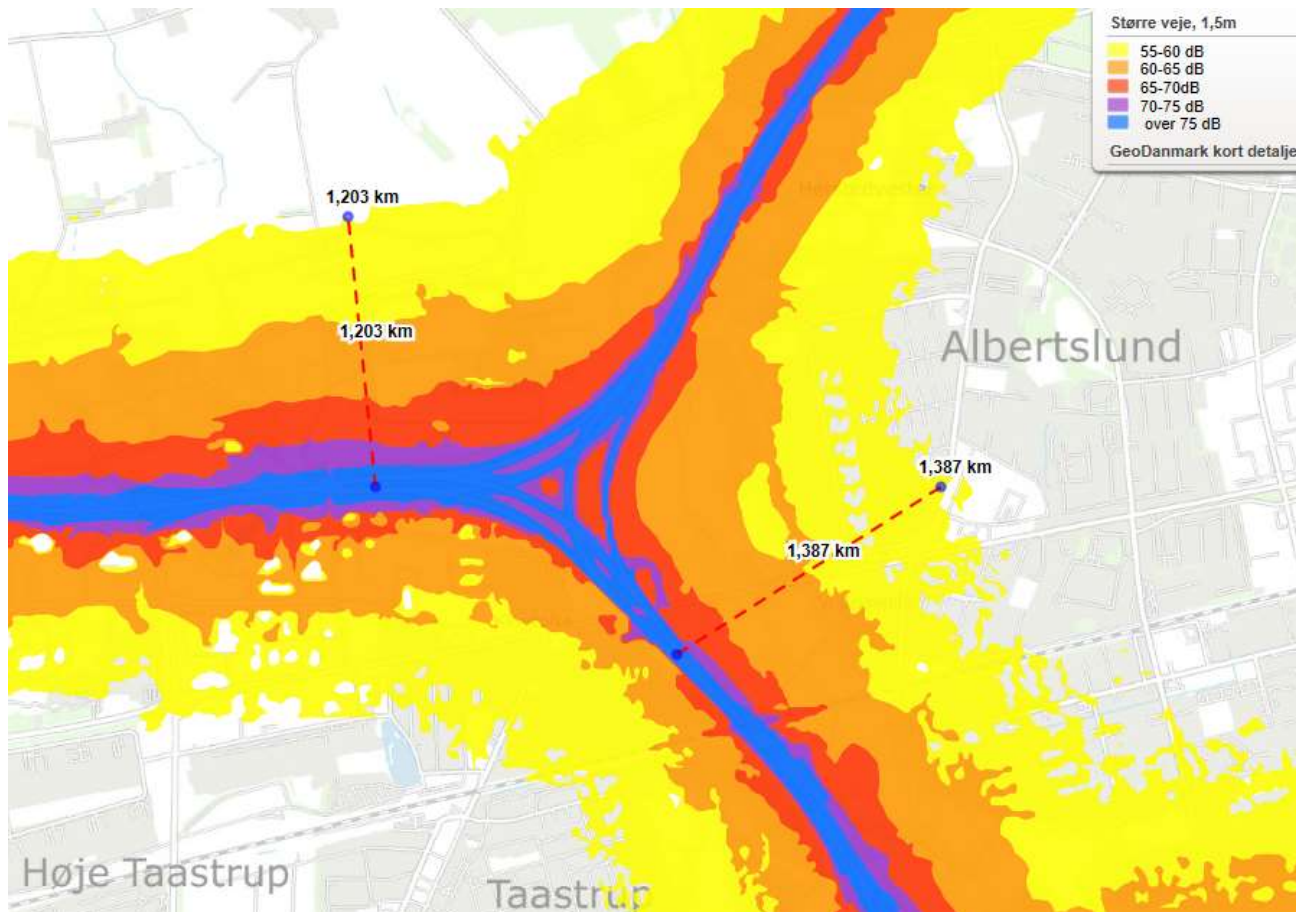 Større veje, 1,5m
55-60 dB
60-65 dB
65-70dB
70-75 dB
over 75 dB
GeoDanmark kort detalje
1,203 km
1,203 km
Albertslund
1,387 km
1,387 km
Høje Taastrup
Taastrup